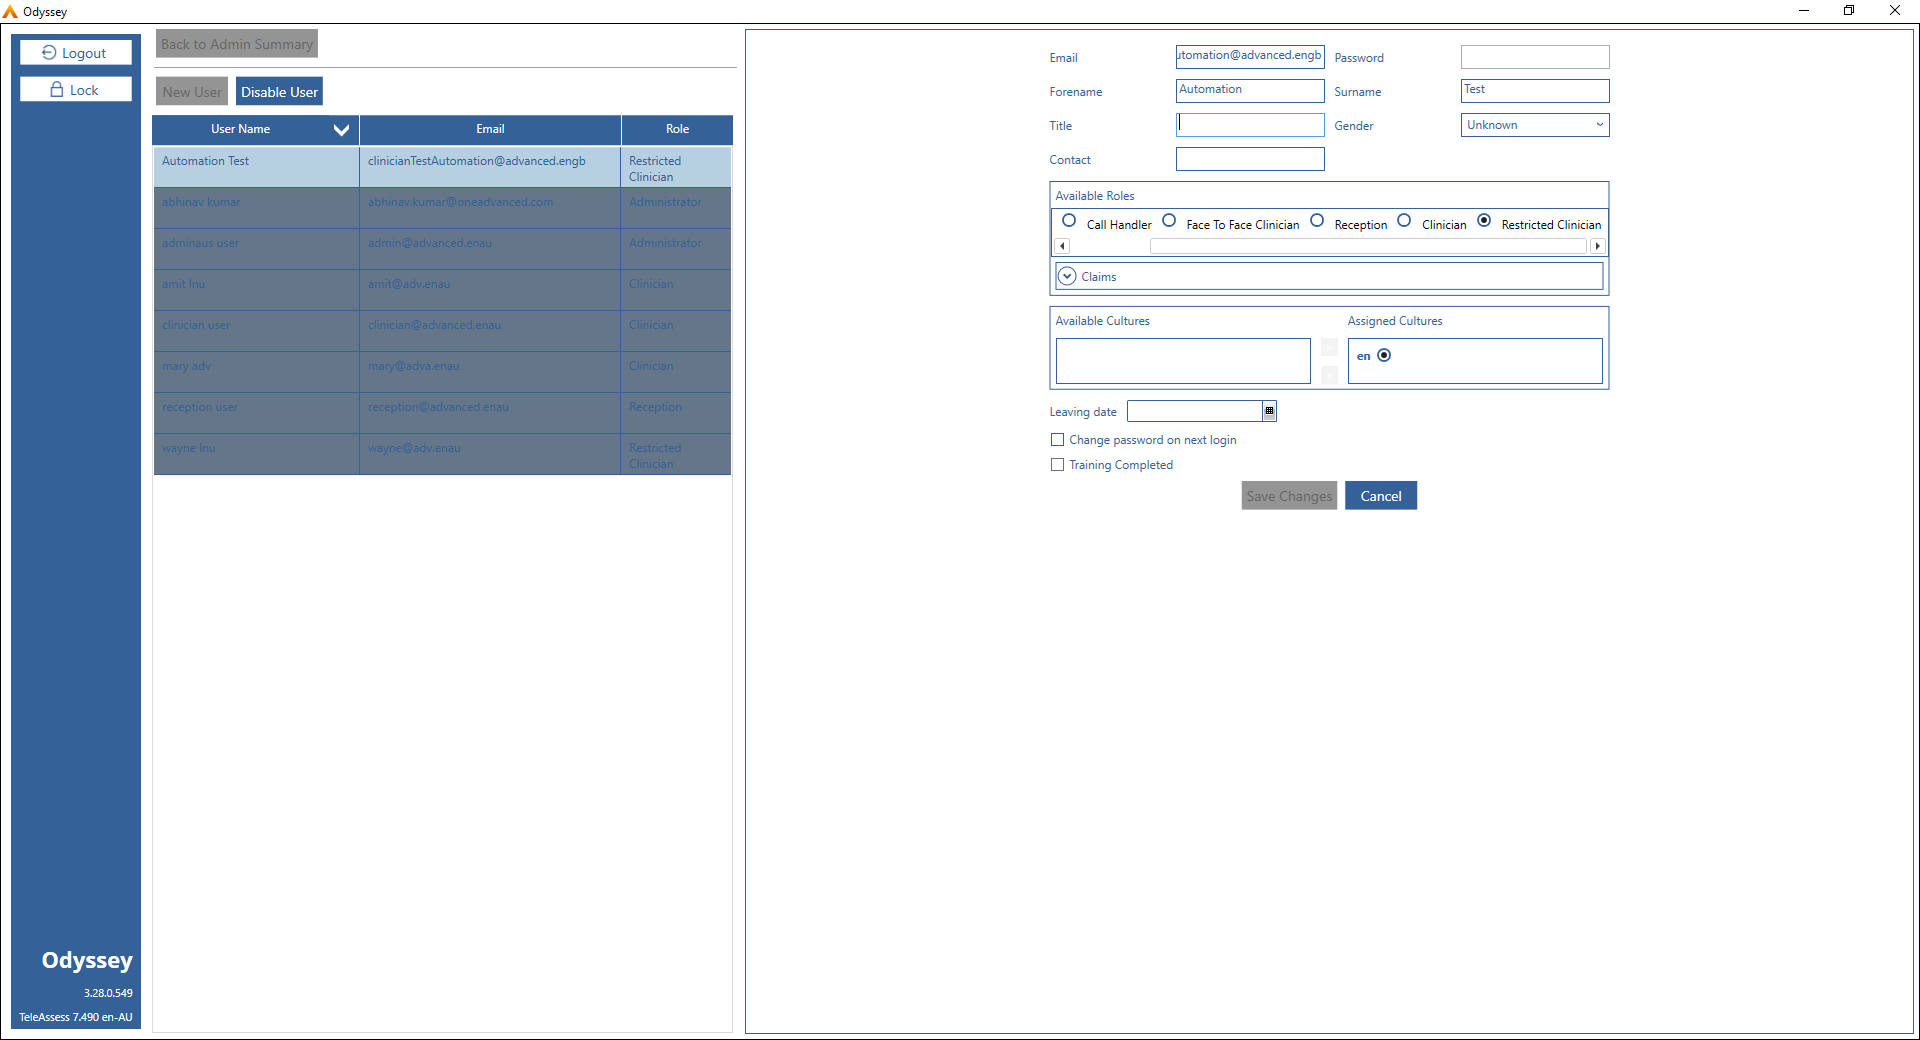 Odyssey
Logout
Lock
Back to Admin Summary
New User
Disable User
User Name
Email
Role
Automation Test
clinicianTestAutomation@advanced.engb
Restricted
Clinician
abhinav kumar
abhinav.kumar@oneadvanced.com
Administrator
adminaus user
admin@advanced.enau
Administrator
amit lnu
amit@adv.enau
Clinician
clinician user
clinician@advanced.enau
Clinician
mary adv
mary@adva.enau
Clinician
reception user
reception@advanced.enau
Reception
wayne lnu
wayne@adv.enau
Restricted
Clinician
Odyssey
3.28.0.549
TeleAssess 7.490 en-AU
Email
utomation@advanced.engb
Password
Forename
Automation
Surname
Test
Title
Gender
Unknown
Contact
Available Roles
Call Handler
Face To Face Clinician
Reception
Clinician
Restricted Clinician
Claims
Available Cultures
Assigned Cultures
en
Leaving date
Change password on next login
Training Completed
Save Changes
Cancel